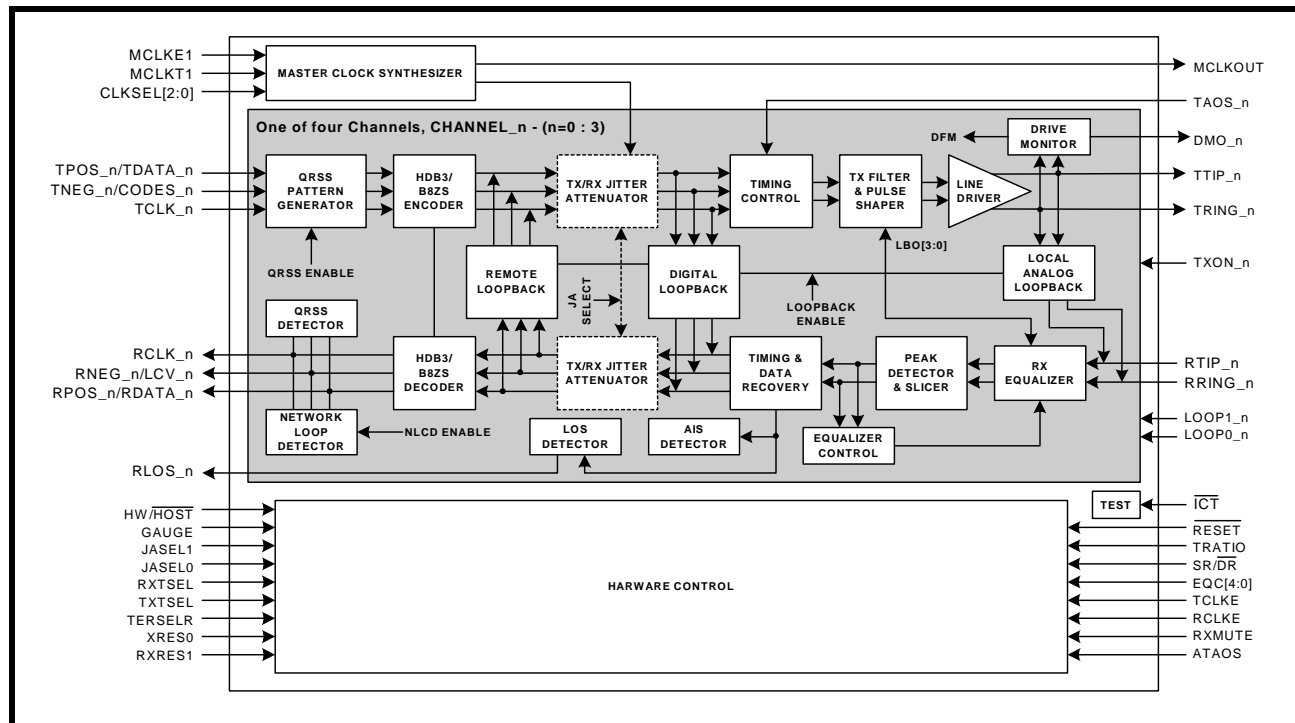 MCLKE1
MCLKT1
CLKSEL[2:0]
MASTER CLOCK SYNTHESIZER
MCLKOUT
TAOS_n
One of four Channels, CHANNEL_n - (n=0 : 3)
DFM
DRIVE
MONITOR
DMO_n
TPOS_n/TDATA_n
TNEG_n/CODES_n
TCLK_n
QRSS
PATTERN
GENERATOR
HDB3/
B8ZS
ENCODER
TX/RX JITTER
ATTENUATOR
TIMING
CONTROL
TX FILTER
& PULSE
SHAPER
LINE
DRIVER
TTIP_n
TRING_n
QRSS ENABLE
REMOTE
LOOPBACK
JA
SELECT
DIGITAL
LOOPBACK
LBO[3:0]
LOOPBACK
ENABLE
LOCAL
ANALOG
LOOPBACK
TXON_n
QRSS
DETECTOR
RCLK_n
RNEG_n/LCV_n
RPOS_n/RDATA_n
HDB3/
B8ZS
DECODER
TX/RX JITTER
ATTENUATOR
TIMING &
DATA
RECOVERY
PEAK
DETECTOR
& SLICER
RX
EQUALIZER
RTIP_n
RRING_n
NETWORK
LOOP
DETECTOR
NLCD ENABLE
LOS
DETECTOR
AIS
DETECTOR
EQUALIZER
CONTROL
LOOP1_n
LOOP0_n
RLOS_n
TEST
ICT
HW/HOST
GAUGE
JASEL1
JASEL0
RXTSEL
TXTSEL
TERSELR
XRES0
RXRES1
HARWARE CONTROL
RESET
TRATIO
SR/DR
EQC[4:0]
TCLKE
RCLKE
RXMUTE
ATAOS